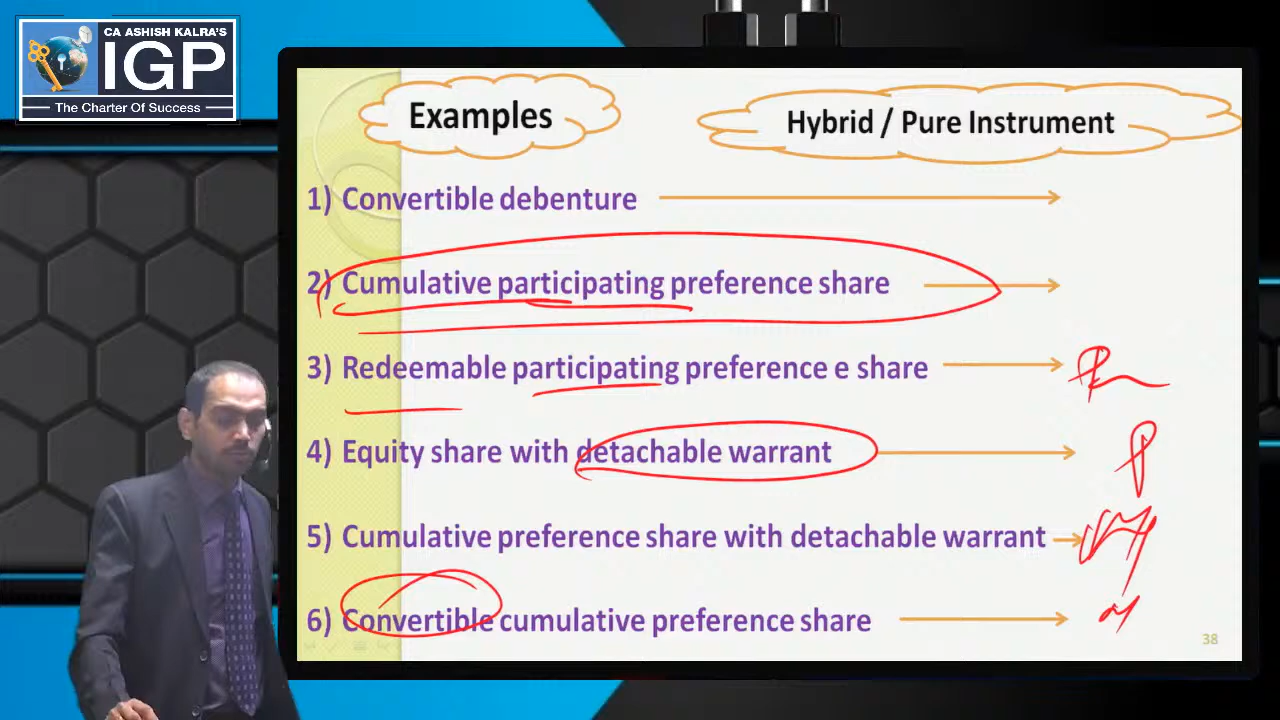 CA ASHISH KALRA'S
IGP
The Charter Of Success
Examples
Hybrid / Pure Instrument
1) Convertible debenture
2) Cumulative participating preference share
3) Redeemable participating preference e share
4) Equity share with detachable warrant
5) Cumulative preference share with detachable warrant
6) Convertible cumulative preference share
38